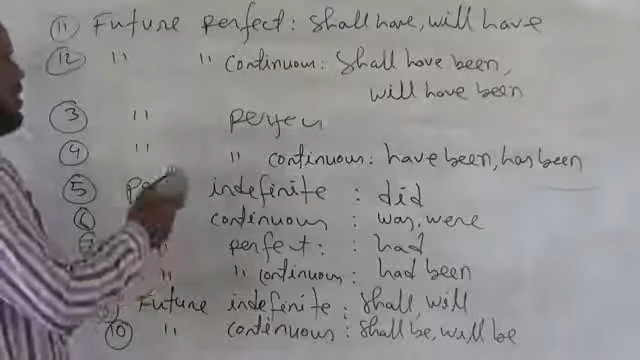 (11) Future perfect: shall have, will have
(12) " " continuous: shall have been,
will have been
(3) " perfec
(4) " " continuous: have been, has been
(5) indefinite : did
(6) continuous : was, were
(7) " perfect: : had
" " continuous: had been
Future indefinite: shall, will
(10) " continuous: shall be, will be